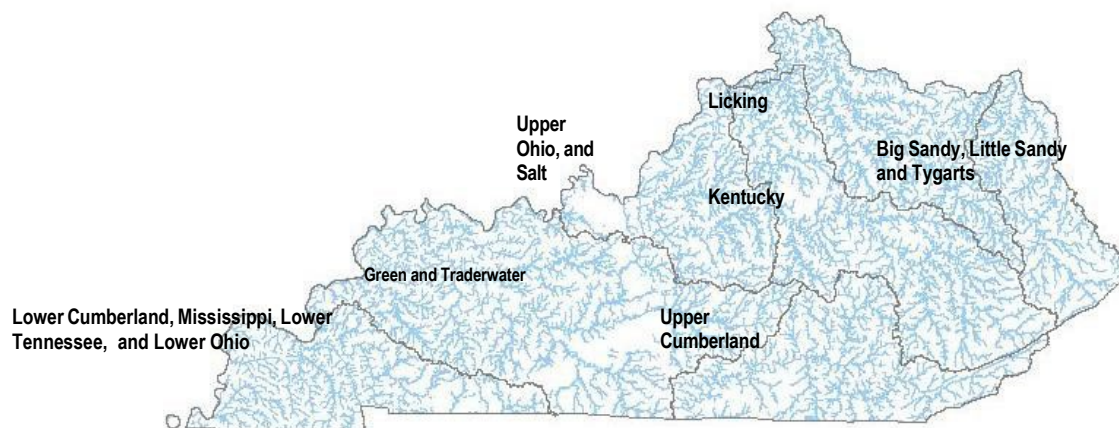 Licking
Upper
Ohio, and
Salt
Big Sandy, Little Sandy
and Tygarts
Kentucky
Green and Traderwater
Lower Cumberland, Mississippi, Lower
Tennessee, and Lower Ohio
Upper
Cumberland